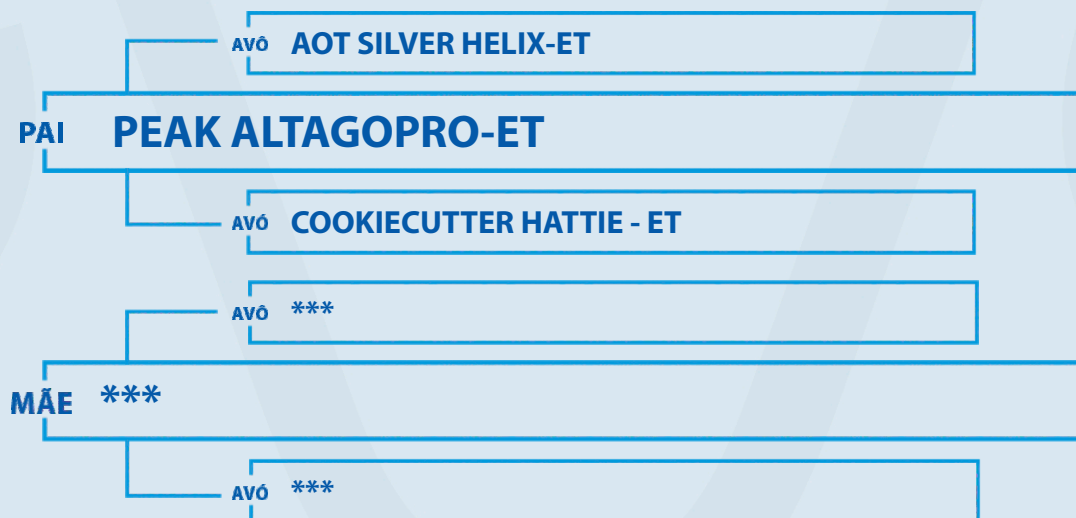 AVÔ AOT SILVER HELIX-ET
PAI PEAK ALTAGOPRO-ET
AVÓ COOKIECUTTER HATTIE - ET
AVÔ ***
MÃE ***
AVÓ ***